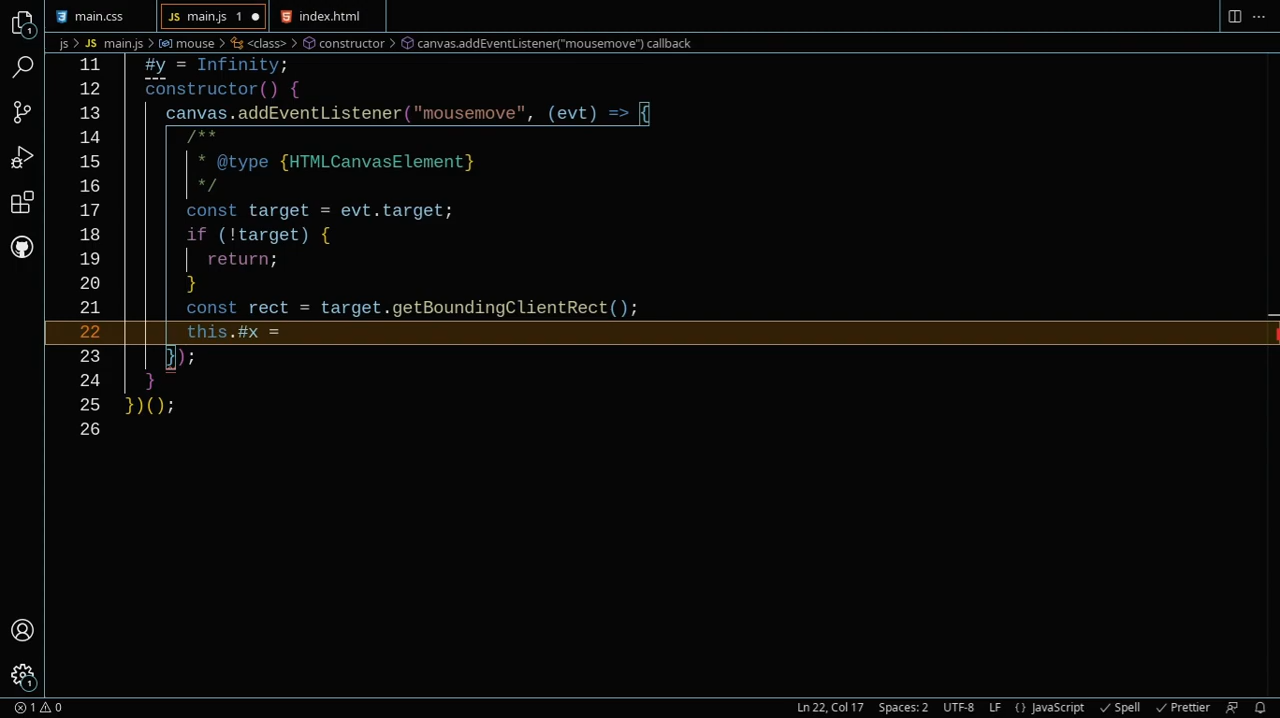 main.css
JS main.js 1
index.html
js > JS main.js > mouse > <class> > constructor > canvas.addEventListener("mousemove") callback
11 #y = Infinity;
12 constructor() {
13 canvas.addEventListener("mousemove", (evt) => {
14 /**
15 * @type {HTMLCanvasElement}
16 */
17 const target = evt.target;
18 if (!target) {
19 return;
20 }
21 const rect = target.getBoundingClientRect();
22 this.#x =
23 });
24 }
25 })();
26
1
1
1 0
Ln 22, Col 17 Spaces: 2 UTF-8 LF {} JavaScript Spell Prettier